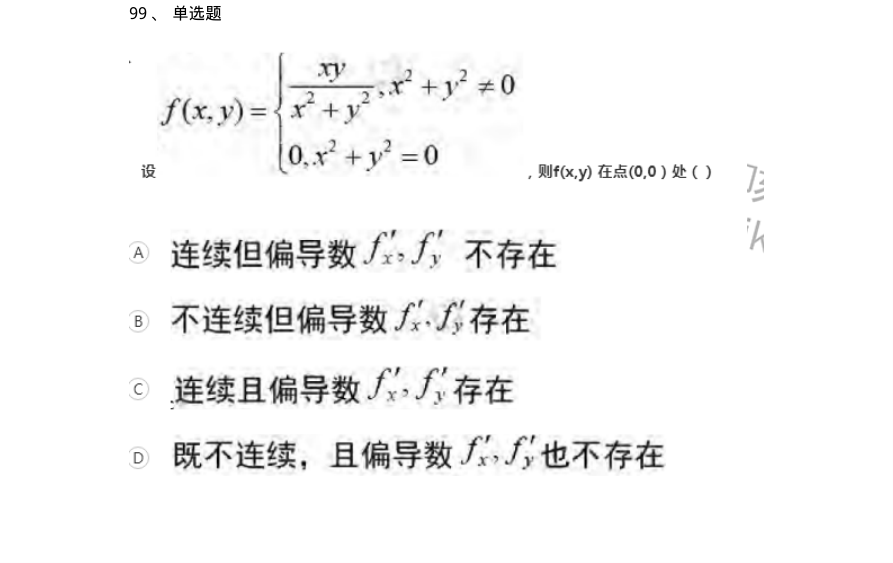 99 、 单选题
f(x, y) = { xy / (x² + y²), x² + y² ≠ 0
0, x² + y² = 0
设 , 则f(x,y) 在点(0,0 ) 处 ( )
A 连续但偏导数 f′x, f′y 不存在
B 不连续但偏导数 f′x, f′y 存在
C 连续且偏导数 f′x, f′y 存在
D 既不连续，且偏导数 f′x, f′y 也不存在